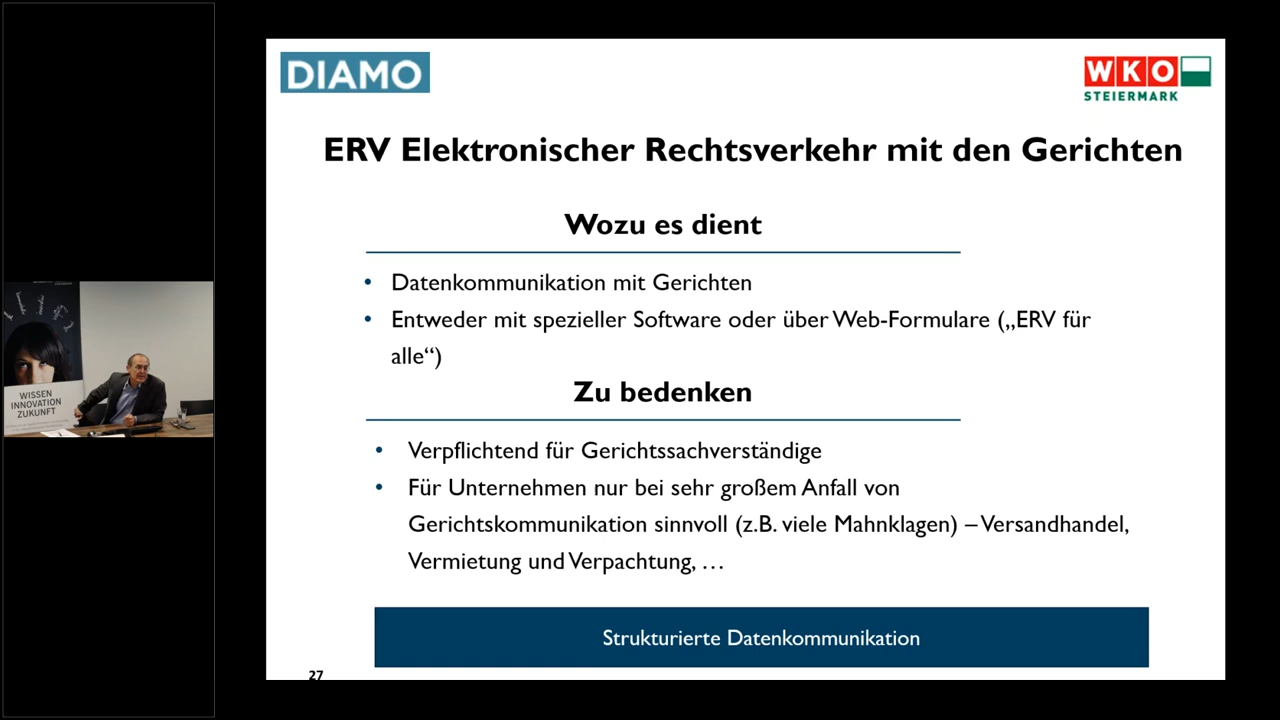 DIAMO
WKO
STEIERMARK
ERV Elektronischer Rechtsverkehr mit den Gerichten
Wozu es dient
• Datenkommunikation mit Gerichten
• Entweder mit spezieller Software oder über Web-Formulare („ERV für
alle“)
Zu bedenken
• Verpflichtend für Gerichtssachverständige
• Für Unternehmen nur bei sehr großem Anfall von
Gerichtskommunikation sinnvoll (z.B. viele Mahnklagen) – Versandhandel,
Vermietung und Verpachtung, …
Strukturierte Datenkommunikation
27
WISSEN
INNOVATION
ZUKUNFT